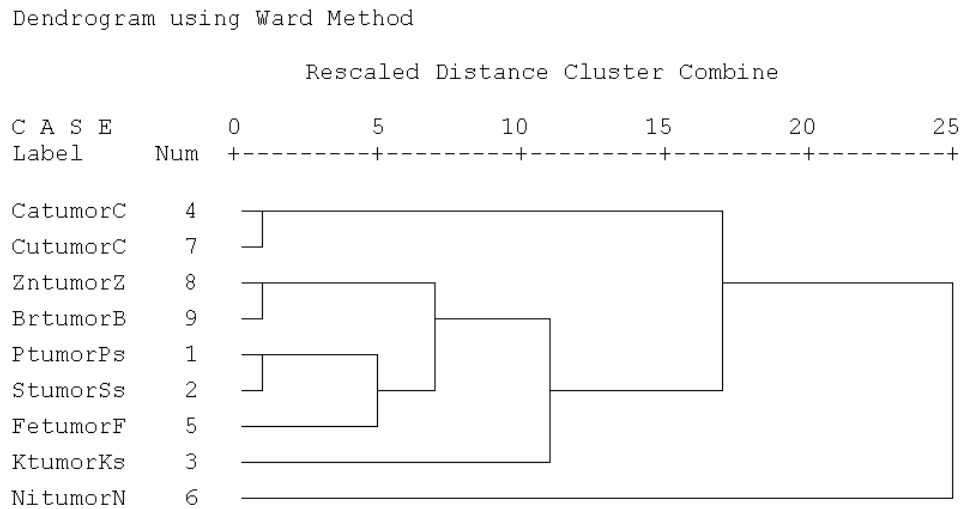 Dendrogram using Ward Method
Rescaled Distance Cluster Combine
C A S E 0 5 10 15 20 25
Label Num +---------+---------+---------+---------+---------+
CatumorC 4
CutumorC 7
ZntumorZ 8
BrtumorB 9
PtumorPs 1
StumorSs 2
FetumorF 5
KtumorKs 3
NitumorN 6